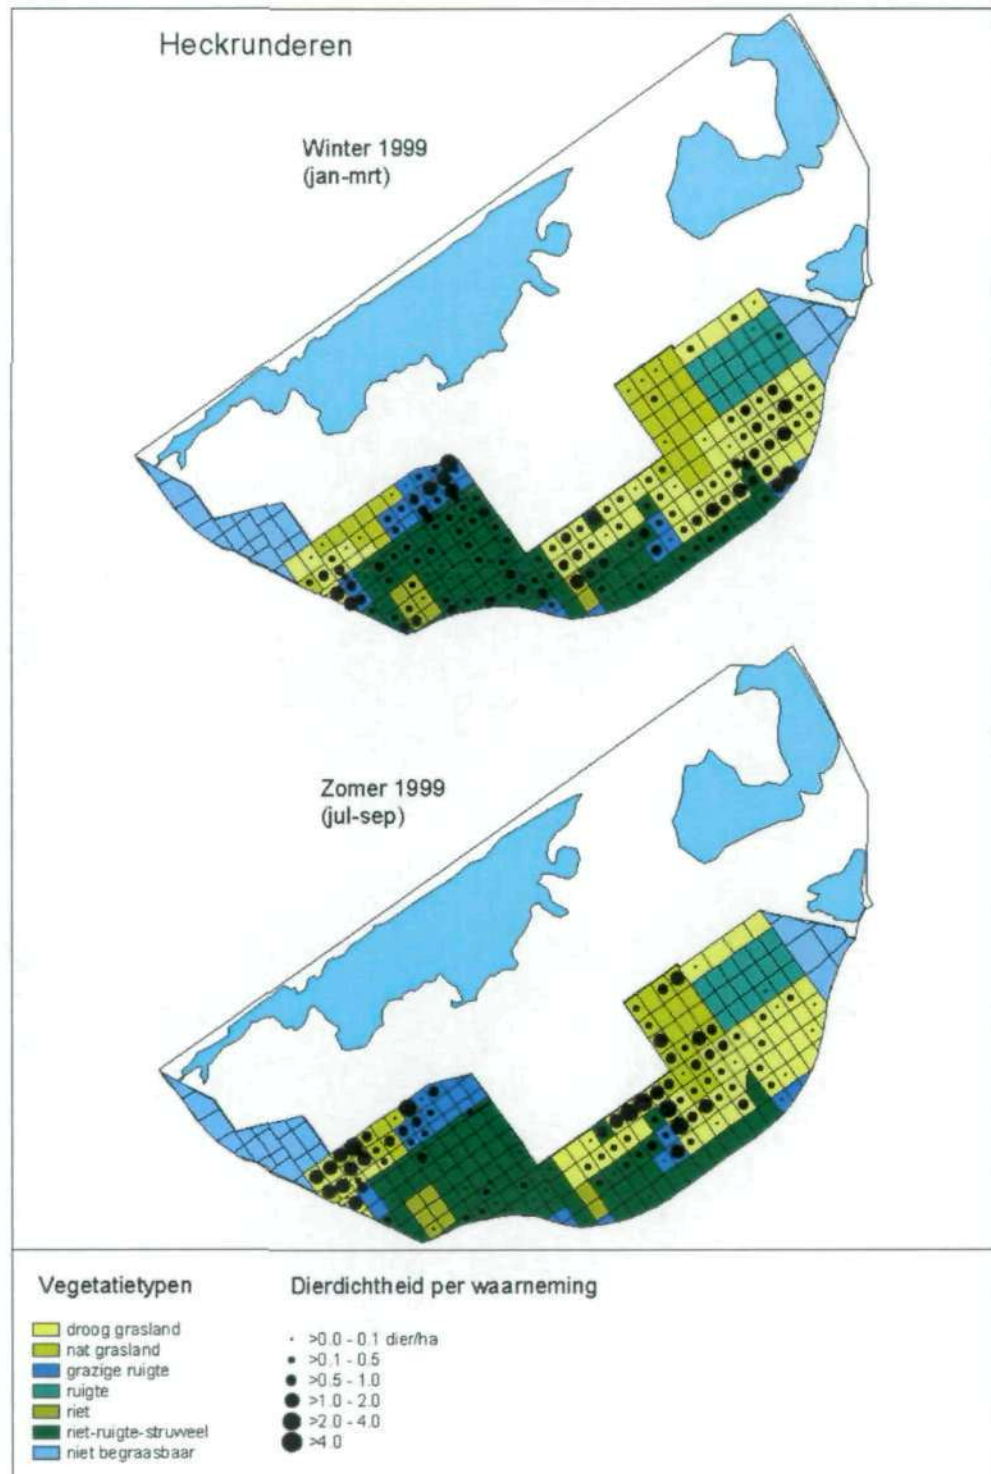 Heckrunderen
Winter 1999
(jan-mrt)
Zomer 1999
(jul-sep)
Vegetatietypen
droog grasland
nat grasland
grazige ruigte
ruigte
riet
riet-ruigte-struweel
niet begraasbaar
Dierdichtheid per waarneming
>0.0 - 0.1 dier/ha
>0.1 - 0.5
>0.5 - 1.0
>1.0 - 2.0
>2.0 - 4.0
>4.0